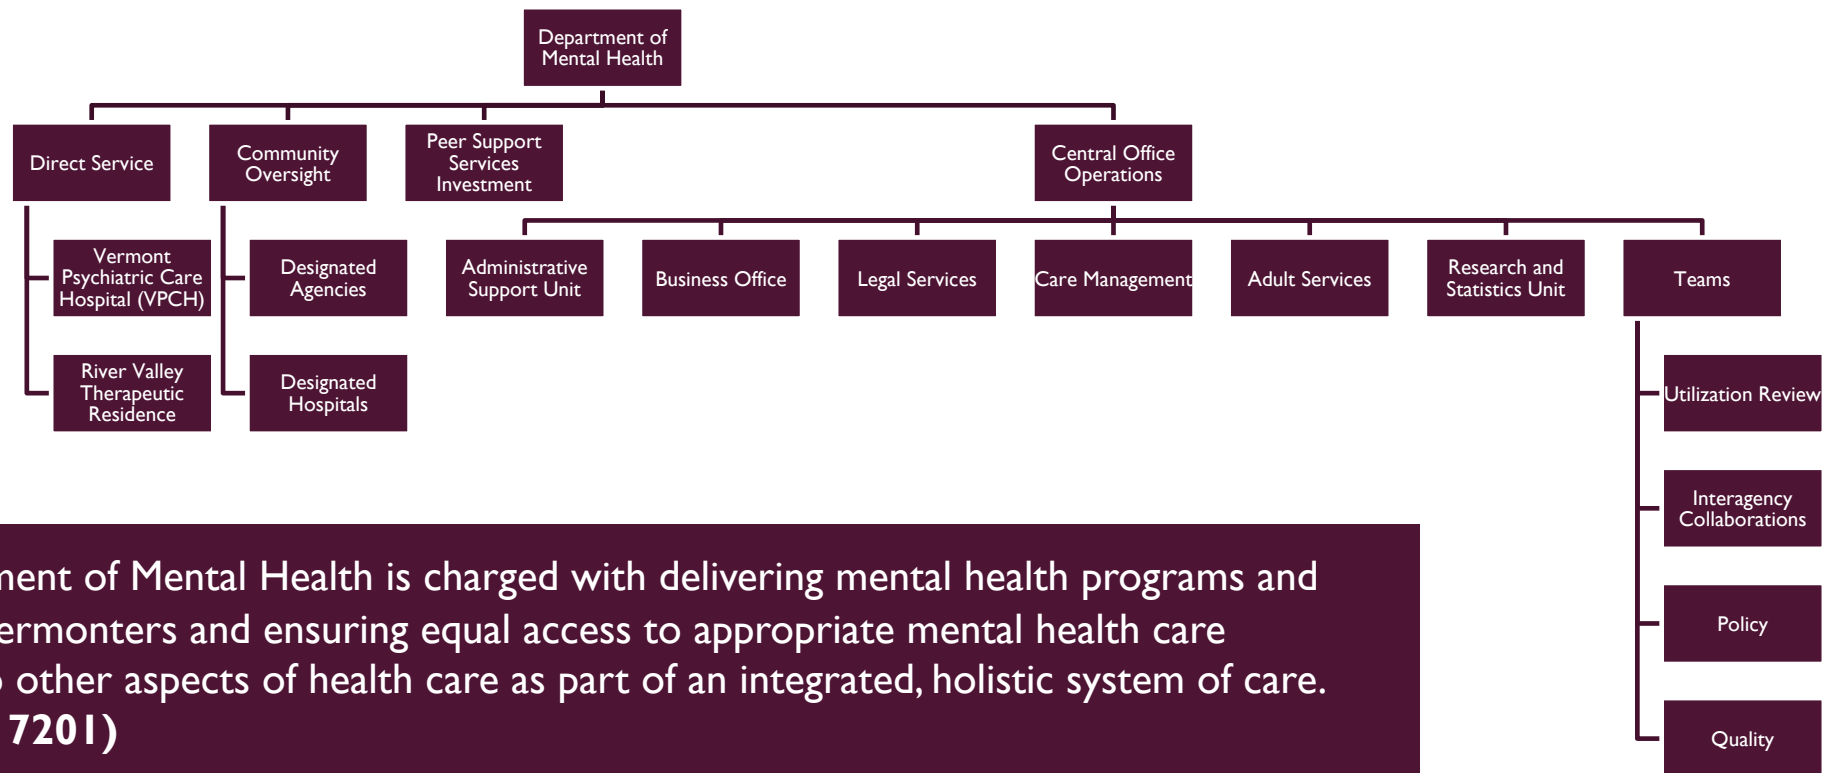 Department of
Mental Health
Direct Service
Community
Oversight
Peer Support
Services
Investment
Central Office
Operations
Vermont
Psychiatric Care
Hospital (VPCH)
River Valley
Therapeutic
Residence
Designated
Agencies
Designated
Hospitals
Administrative
Support Unit
Business Office
Legal Services
Care Management
Adult Services
Research and
Statistics Unit
Teams
Utilization Review
Interagency
Collaborations
Policy
Quality
ment of Mental Health is charged with delivering mental health programs and
ermonters and ensuring equal access to appropriate mental health care
o other aspects of health care as part of an integrated, holistic system of care.
7201)